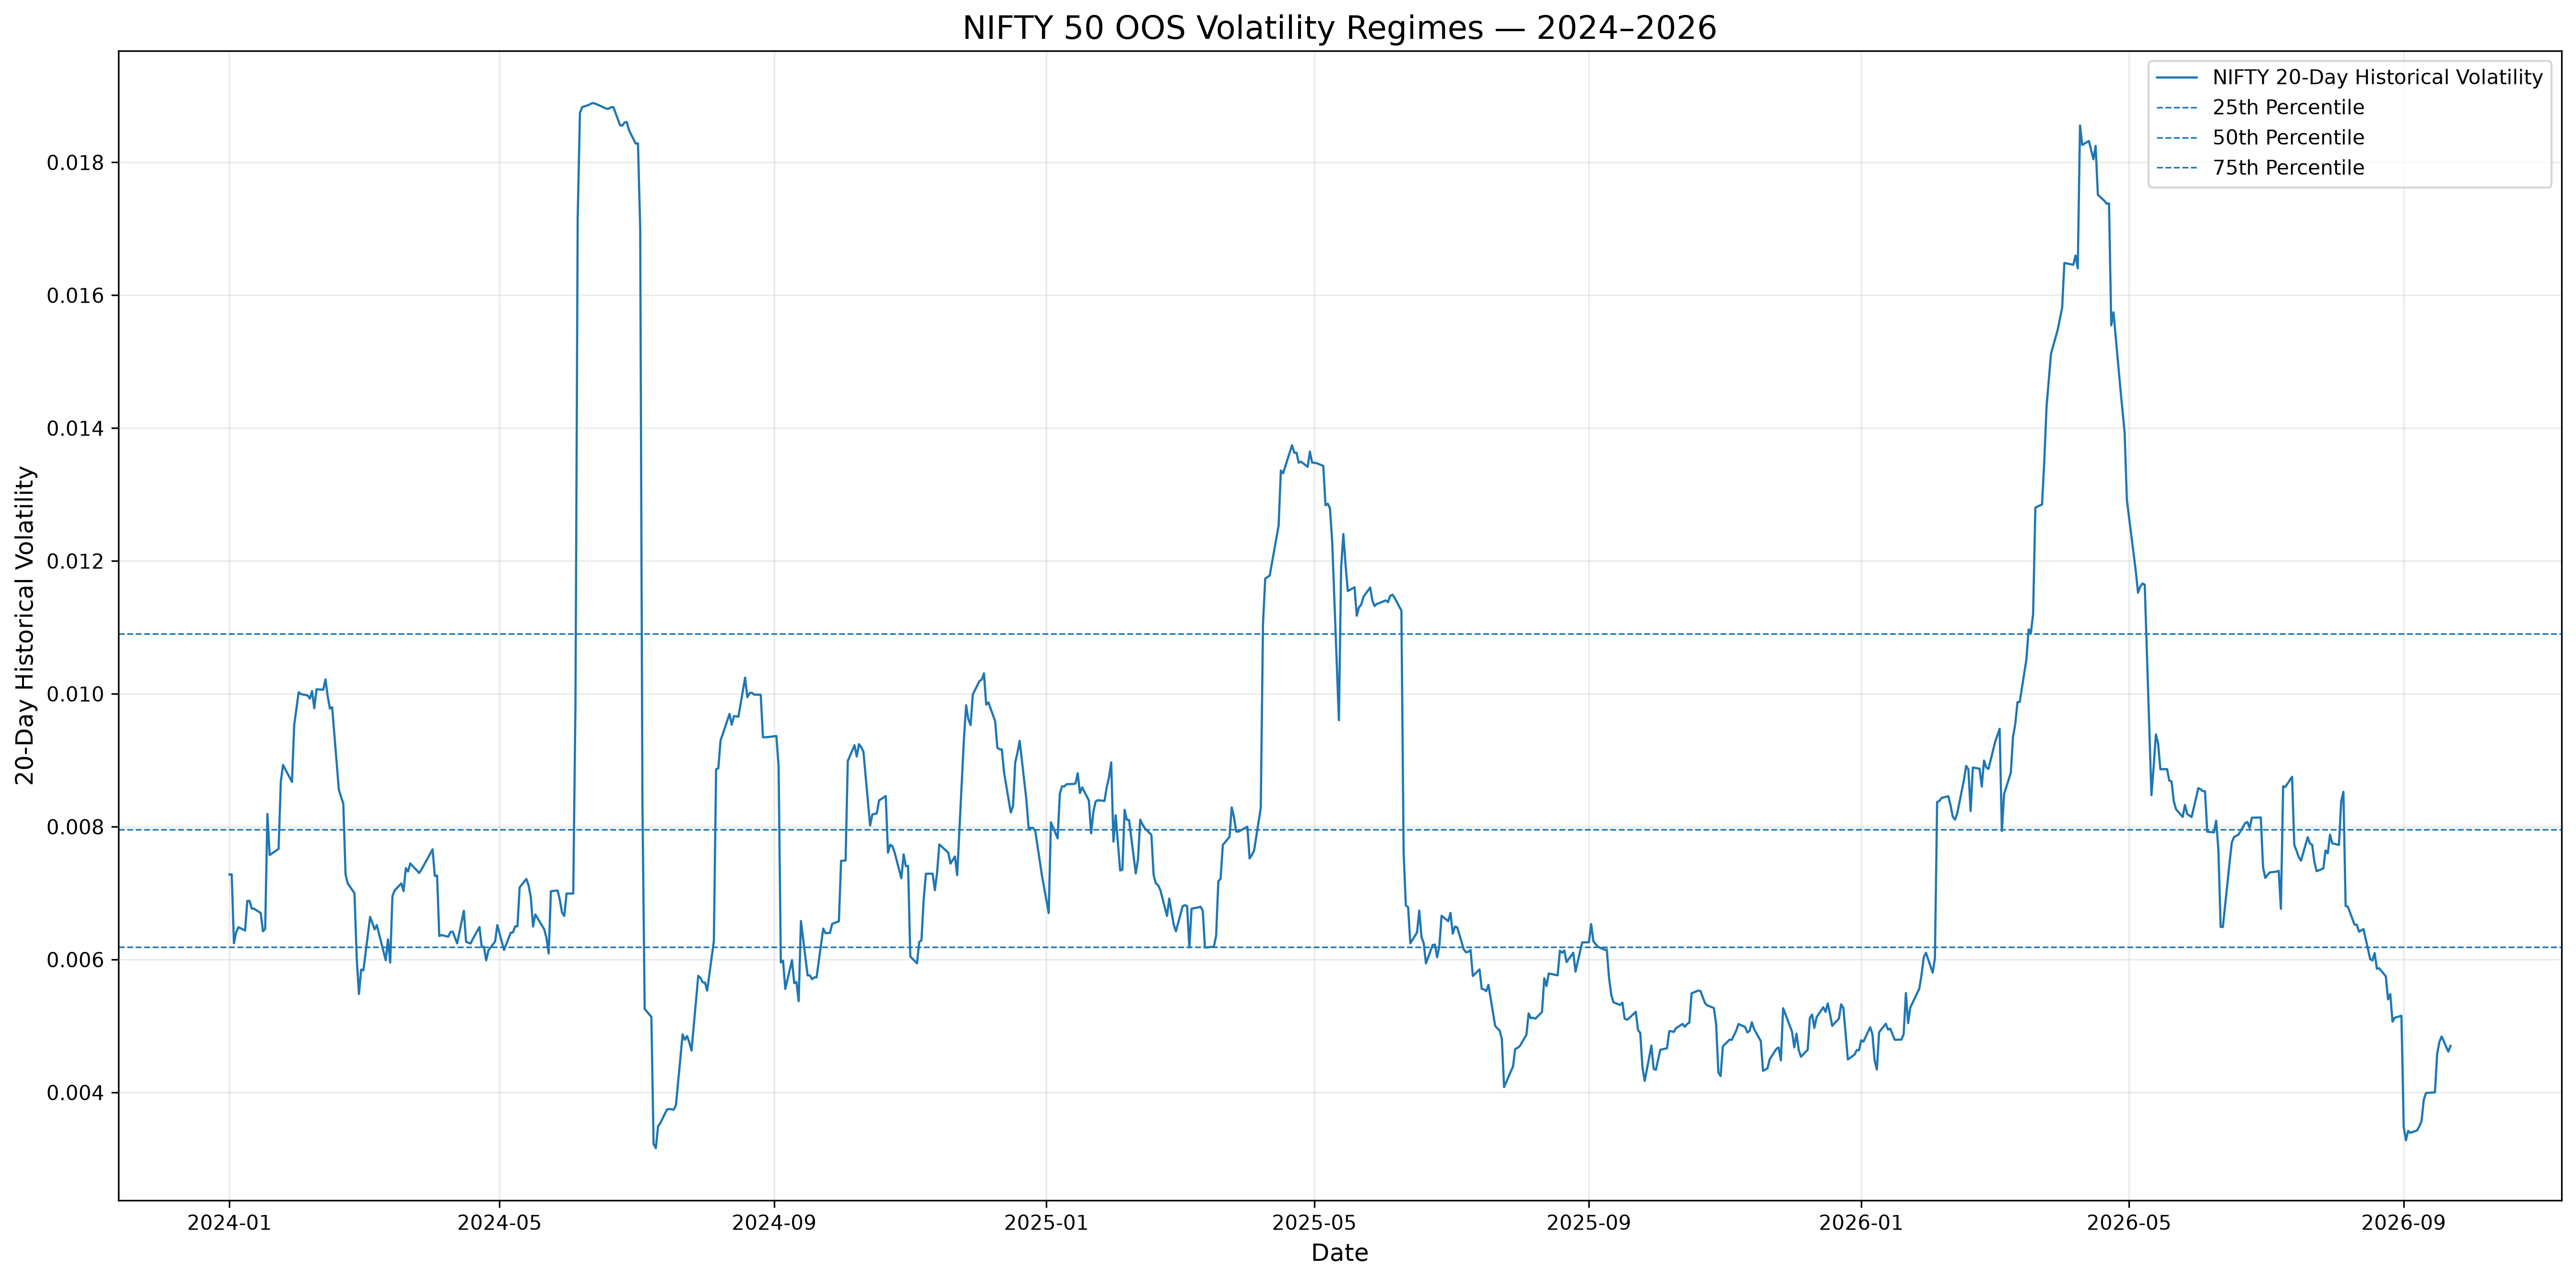 NIFTY 50 OOS Volatility Regimes — 2024–2026
NIFTY 20-Day Historical Volatility
25th Percentile
50th Percentile
75th Percentile
20-Day Historical Volatility
0.018
0.016
0.014
0.012
0.010
0.008
0.006
0.004
2024-01
2024-05
2024-09
2025-01
2025-05
2025-09
2026-01
2026-05
2026-09
Date